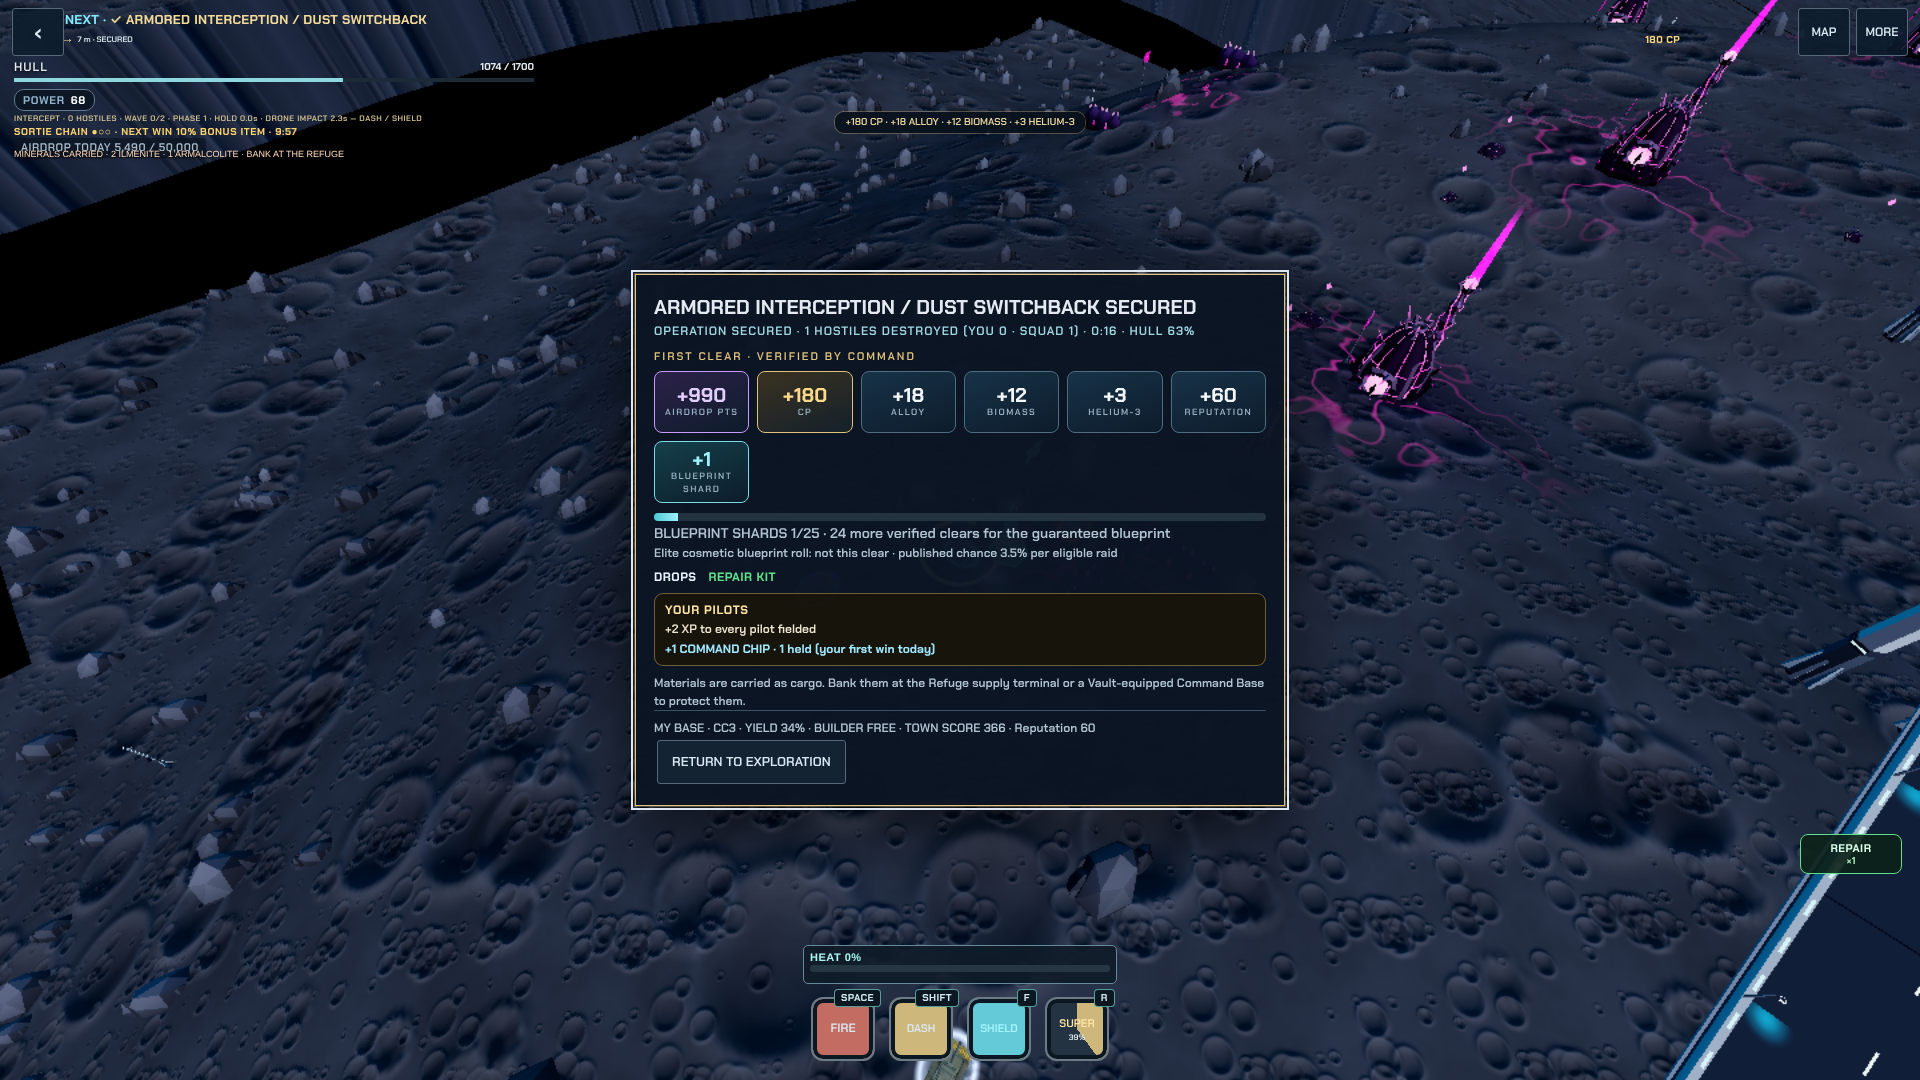 ‹
NEXT · ✓ ARMORED INTERCEPTION / DUST SWITCHBACK
→ 7 m · SECURED
HULL 1074 / 1700
POWER 68
INTERCEPT · 0 HOSTILES · WAVE 0/2 · PHASE 1 · HOLD 0.0s · DRONE IMPACT 2.3s — DASH / SHIELD
SORTIE CHAIN ●○○ · NEXT WIN 10% BONUS ITEM · 9:57
AIRDROP TODAY 5,490 / 50,000
MINERALS CARRIED · 2 ILMENITE · 1 ARMALCOLITE · BANK AT THE REFUGE
180 CP
MAP
MORE
+180 CP · +18 ALLOY · +12 BIOMASS · +3 HELIUM-3
ARMORED INTERCEPTION / DUST SWITCHBACK SECURED
OPERATION SECURED · 1 HOSTILES DESTROYED (YOU 0 · SQUAD 1) · 0:16 · HULL 63%
FIRST CLEAR · VERIFIED BY COMMAND
+990
AIRDROP PTS
+180
CP
+18
ALLOY
+12
BIOMASS
+3
HELIUM-3
+60
REPUTATION
+1
BLUEPRINT
SHARD
BLUEPRINT SHARDS 1/25 · 24 more verified clears for the guaranteed blueprint
Elite cosmetic blueprint roll: not this clear · published chance 3.5% per eligible raid
DROPS REPAIR KIT
YOUR PILOTS
+2 XP to every pilot fielded
+1 COMMAND CHIP · 1 held (your first win today)
Materials are carried as cargo. Bank them at the Refuge supply terminal or a Vault-equipped Command Base
to protect them.
MY BASE · CC3 · YIELD 34% · BUILDER FREE · TOWN SCORE 366 · Reputation 60
RETURN TO EXPLORATION
REPAIR
×1
HEAT 0%
SPACE
FIRE
SHIFT
DASH
F
SHIELD
R
SUPER
39%